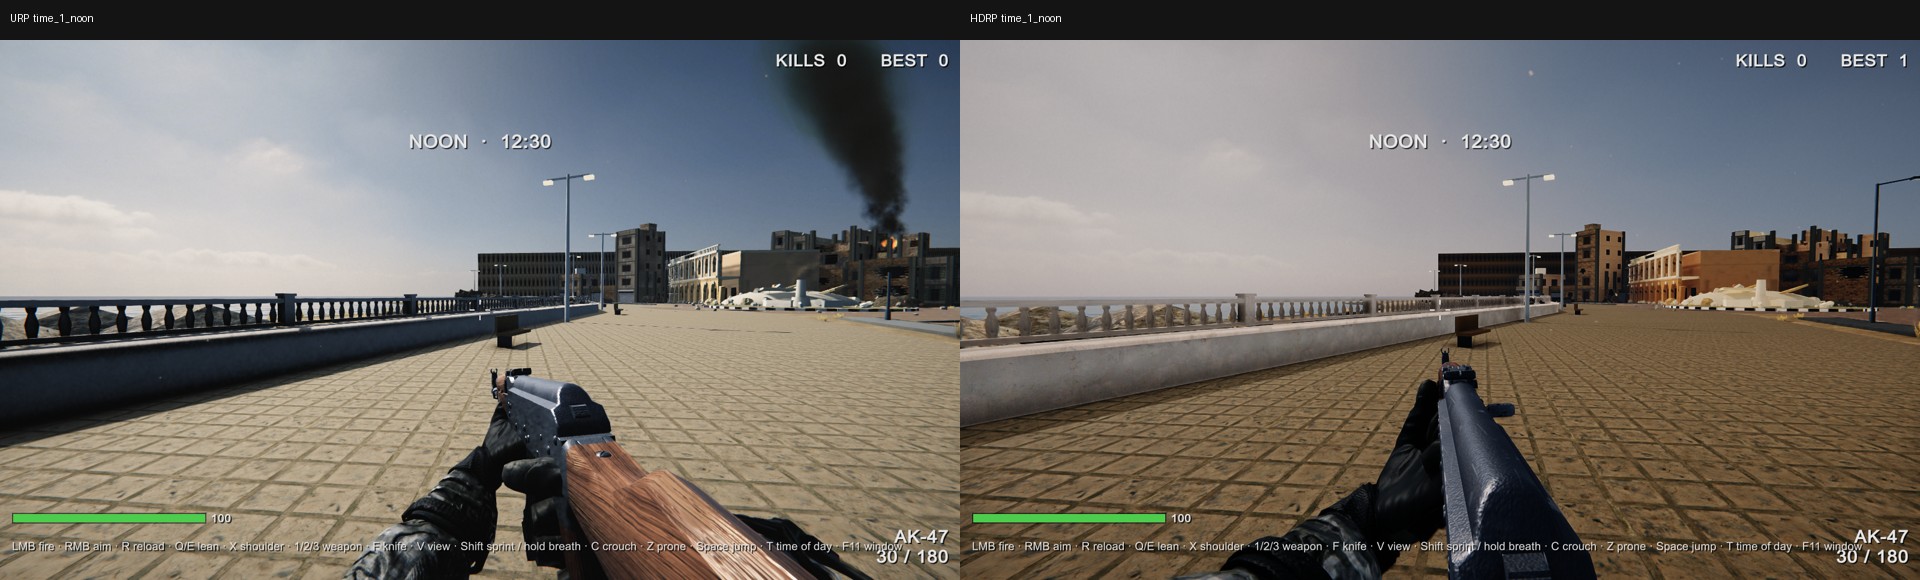 URP time_1_noon
KILLS 0 BEST 0
NOON · 12:30
100
LMB fire · RMB aim · R reload · Q/E lean · X shoulder · 1/2/3 weapon · F knife · V view · Shift sprint / hold breath · C crouch · Z prone · Space jump · T time of day · F11 window
AK-47
30 / 180
HDRP time_1_noon
KILLS 0 BEST 1
NOON · 12:30
100
LMB fire · RMB aim · R reload · Q/E lean · X shoulder · 1/2/3 weapon · F knife · V view · Shift sprint / hold breath · C crouch · Z prone · Space jump · T time of day · F11 window
AK-47
30 / 180